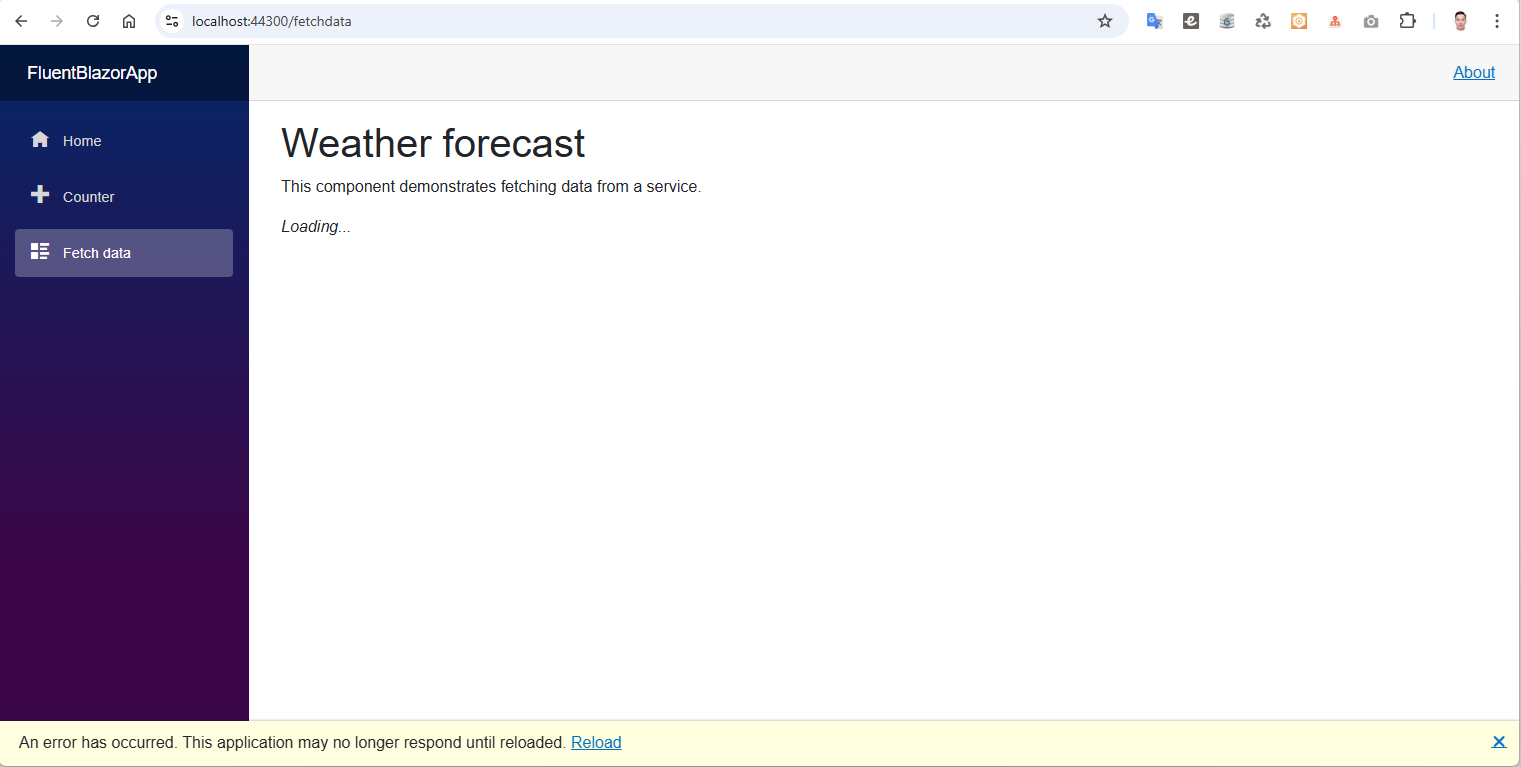 localhost:44300/fetchdata
FluentBlazorApp
About
Home
Counter
Fetch data
Weather forecast
This component demonstrates fetching data from a service.
Loading...
An error has occurred. This application may no longer respond until reloaded. Reload